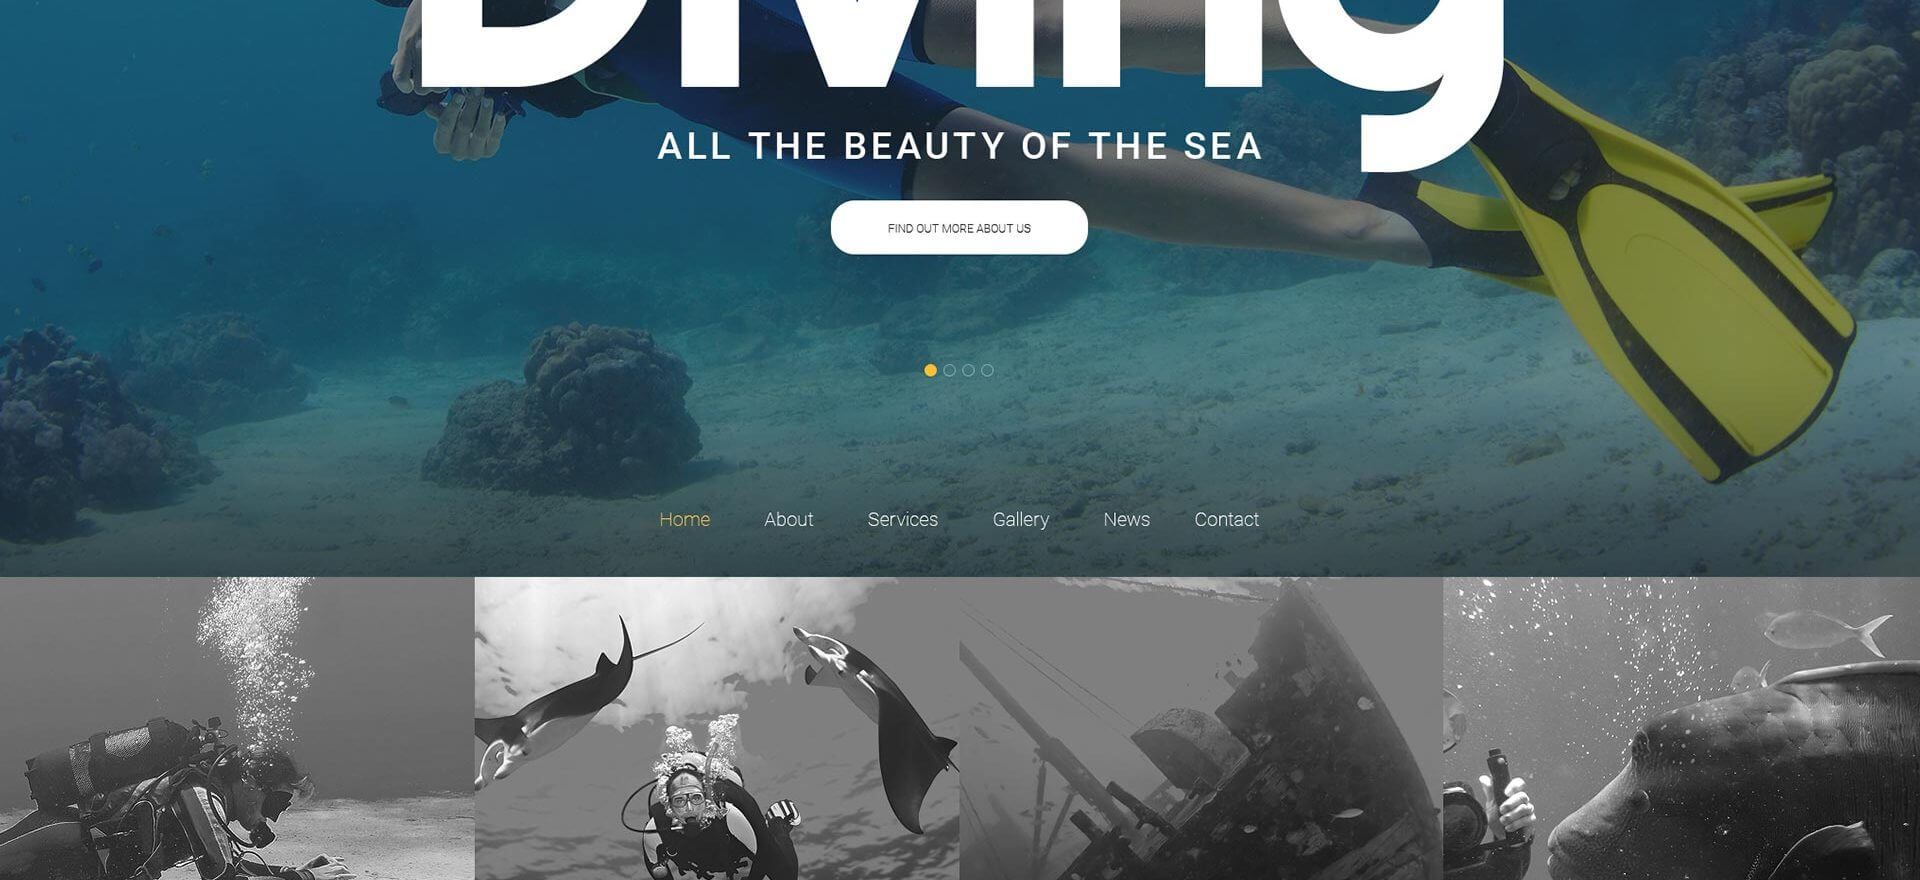 Diving
ALL THE BEAUTY OF THE SEA
FIND OUT MORE ABOUT US
Home About Services Gallery News Contact